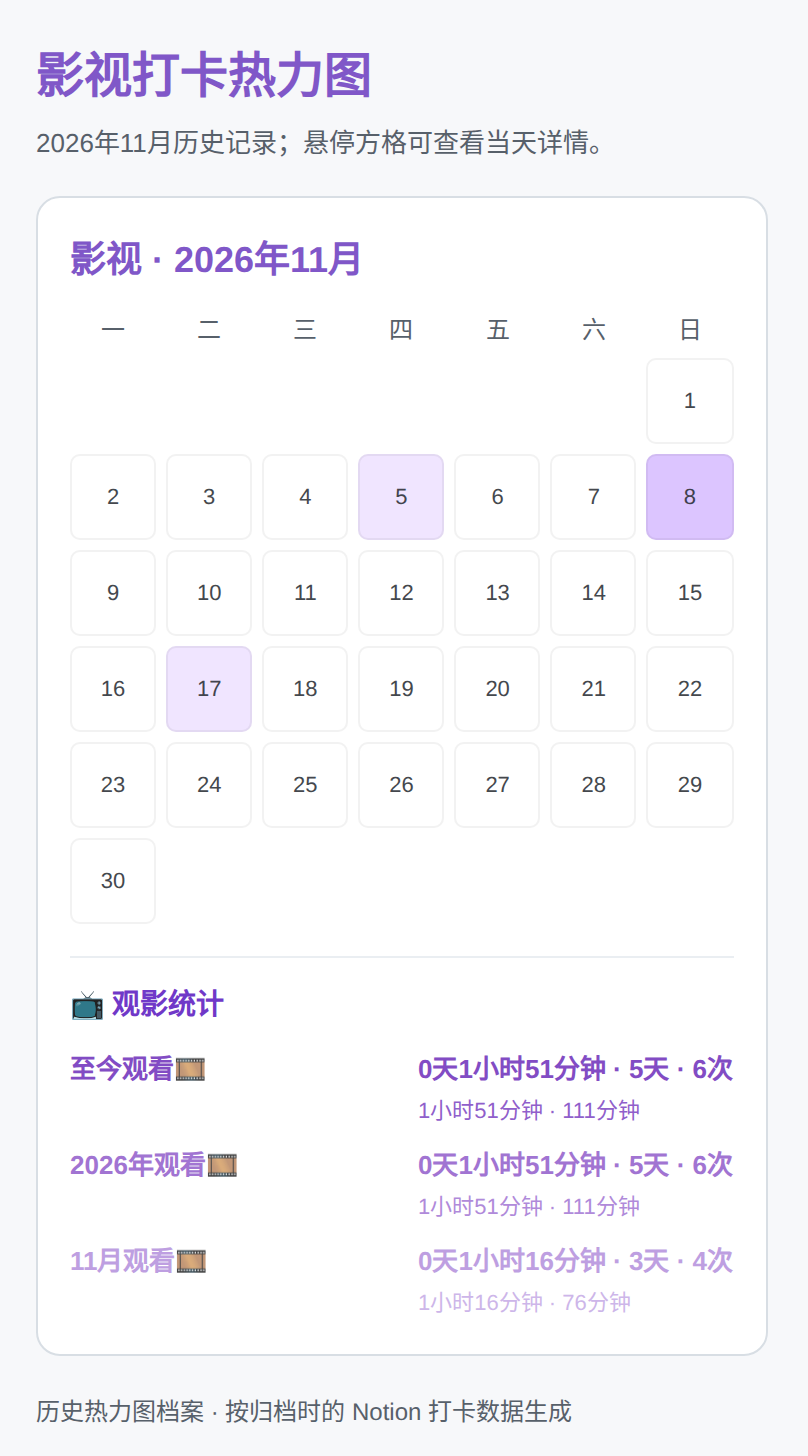 影视打卡热力图
2026年11月历史记录；悬停方格可查看当天详情。
影视 · 2026年11月
一 二 三 四 五 六 日
1
2 3 4 5 6 7 8
9 10 11 12 13 14 15
16 17 18 19 20 21 22
23 24 25 26 27 28 29
30
📺 观影统计
至今观看🎞️ 0天1小时51分钟 · 5天 · 6次
1小时51分钟 · 111分钟
2026年观看🎞️ 0天1小时51分钟 · 5天 · 6次
1小时51分钟 · 111分钟
11月观看🎞️ 0天1小时16分钟 · 3天 · 4次
1小时16分钟 · 76分钟
历史热力图档案 · 按归档时的 Notion 打卡数据生成